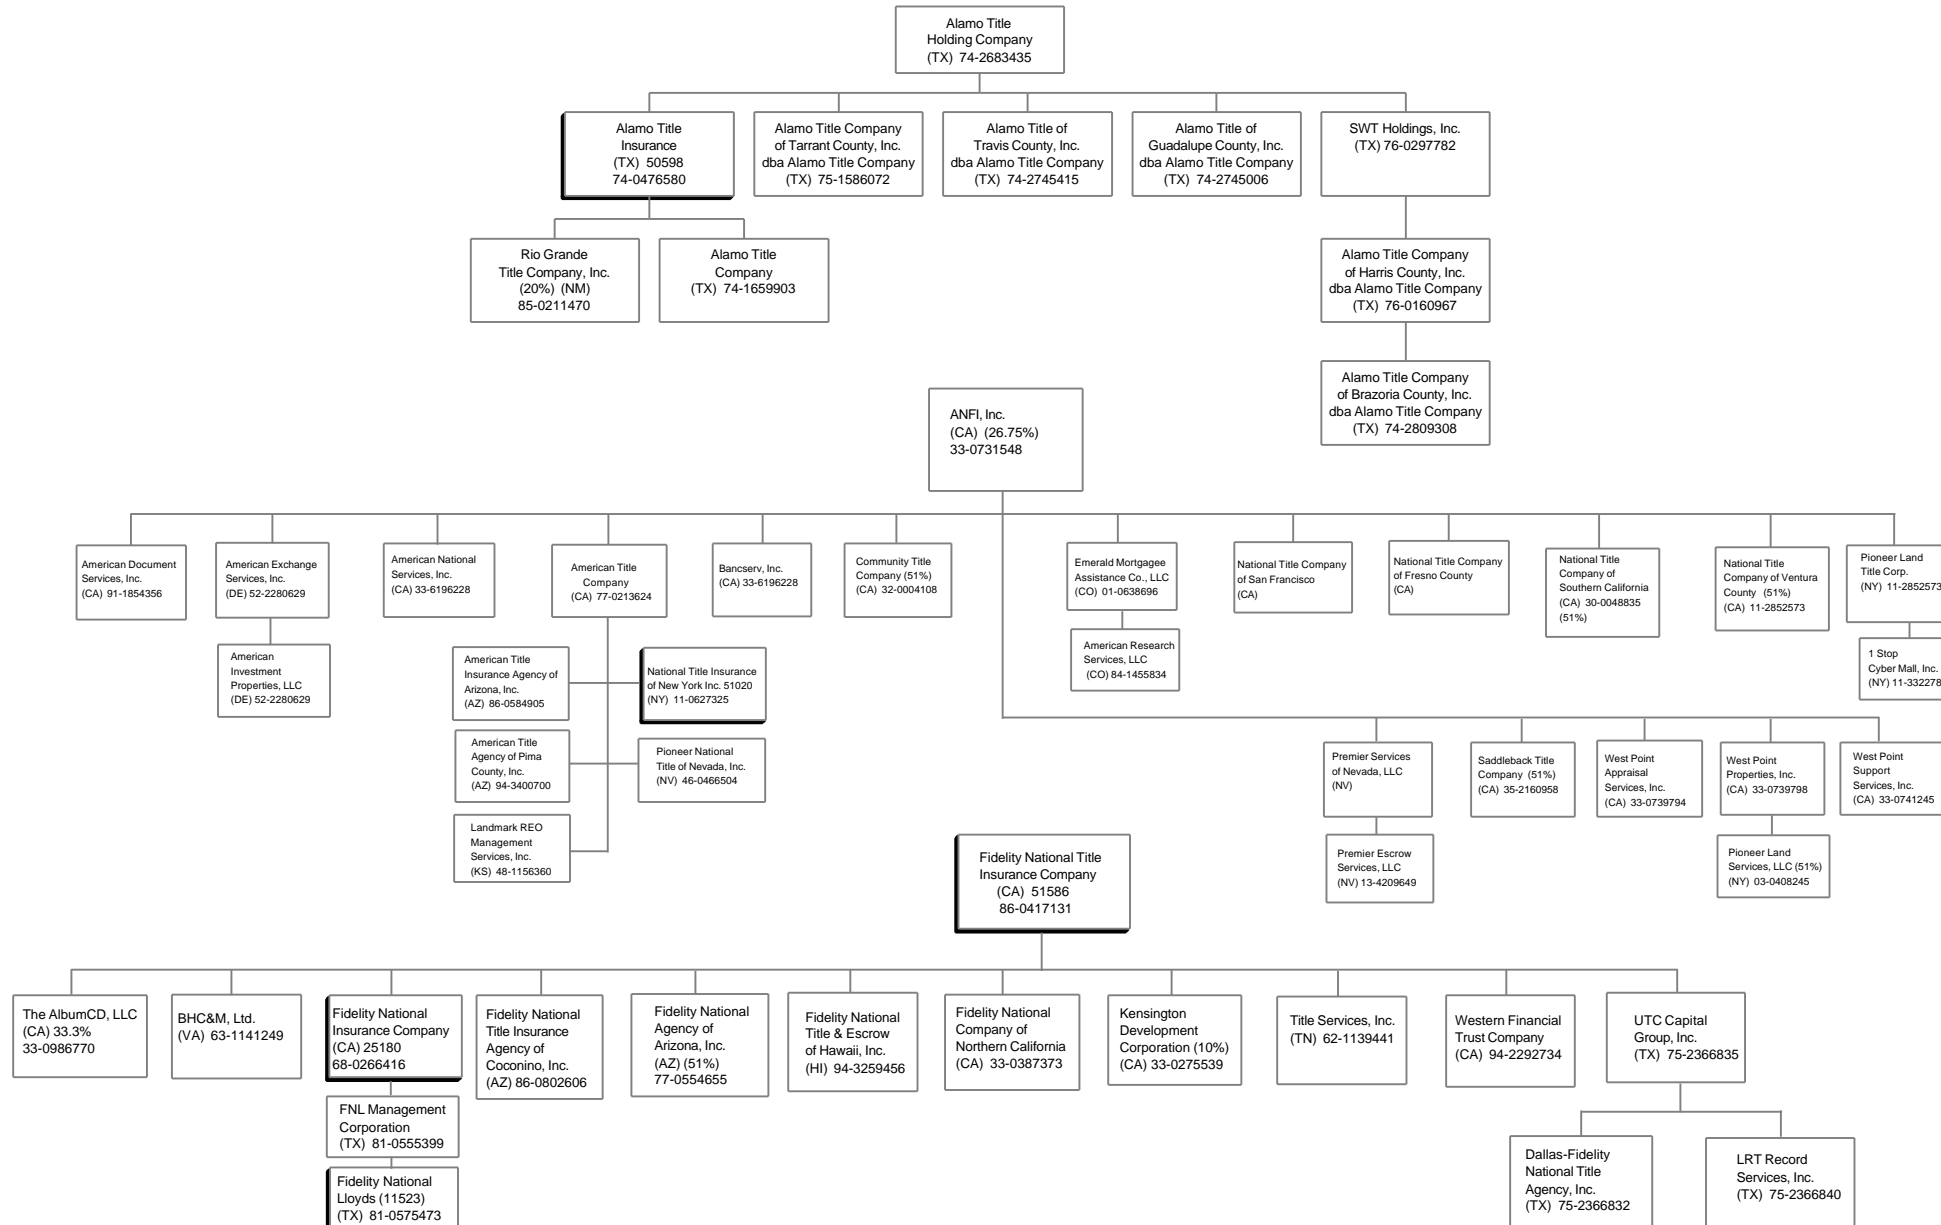 Alamo Title
Holding Company
(TX) 74-2683435
Alamo Title
Insurance
(TX) 50598
74-0476580
Alamo Title Company
of Tarrant County, Inc.
dba Alamo Title Company
(TX) 75-1586072
Alamo Title of
Travis County, Inc.
dba Alamo Title Company
(TX) 74-2745415
Alamo Title of
Guadalupe County, Inc.
dba Alamo Title Company
(TX) 74-2745006
SWT Holdings, Inc.
(TX) 76-0297782
Rio Grande
Title Company, Inc.
(20%) (NM)
85-0211470
Alamo Title
Company
(TX) 74-1659903
Alamo Title Company
of Harris County, Inc.
dba Alamo Title Company
(TX) 76-0160967
Alamo Title Company
of Brazoria County, Inc.
dba Alamo Title Company
(TX) 74-2809308
ANFI, Inc.
(CA) (26.75%)
33-0731548
American Document
Services, Inc.
(CA) 91-1854356
American Exchange
Services, Inc.
(DE) 52-2280629
American National
Services, Inc.
(CA) 33-6196228
American Title
Company
(CA) 77-0213624
Bancserv, Inc.
(CA) 33-6196228
Community Title
Company (51%)
(CA) 32-0004108
Emerald Mortgagee
Assistance Co., LLC
(CO) 01-0638696
National Title Company
of San Francisco
(CA)
National Title Company
of Fresno County
(CA)
National Title
Company of
Southern California
(CA) 30-0048835
(51%)
National Title
Company of Ventura
County (51%)
(CA) 11-2852573
Pioneer Land
Title Corp.
(NY) 11-2852573
American
Investment
Properties, LLC
(DE) 52-2280629
American Title
Insurance Agency of
Arizona, Inc.
(AZ) 86-0584905
National Title Insurance
of New York Inc. 51020
(NY) 11-0627325
American Research
Services, LLC
(CO) 84-1455834
1 Stop
Cyber Mall, Inc.
(NY) 11-332278
American Title
Agency of Pima
County, Inc.
(AZ) 94-3400700
Pioneer National
Title of Nevada, Inc.
(NV) 46-0466504
Landmark REO
Management
Services, Inc.
(KS) 48-1156360
Premier Services
of Nevada, LLC
(NV)
Saddleback Title
Company (51%)
(CA) 35-2160958
West Point
Appraisal
Services, Inc.
(CA) 33-0739794
West Point
Properties, Inc.
(CA) 33-0739798
West Point
Support
Services, Inc.
(CA) 33-0741245
Premier Escrow
Services, LLC
(NV) 13-4209649
Pioneer Land
Services, LLC (51%)
(NY) 03-0408245
Fidelity National Title
Insurance Company
(CA) 51586
86-0417131
The AlbumCD, LLC
(CA) 33.3%
33-0986770
BHC&M, Ltd.
(VA) 63-1141249
Fidelity National
Insurance Company
(CA) 25180
68-0266416
Fidelity National
Title Insurance
Agency of
Coconino, Inc.
(AZ) 86-0802606
Fidelity National
Agency of
Arizona, Inc.
(AZ) (51%)
77-0554655
Fidelity National
Title & Escrow
of Hawaii, Inc.
(HI) 94-3259456
Fidelity National
Company of
Northern California
(CA) 33-0387373
Kensington
Development
Corporation (10%)
(CA) 33-0275539
Title Services, Inc.
(TN) 62-1139441
Western Financial
Trust Company
(CA) 94-2292734
UTC Capital
Group, Inc.
(TX) 75-2366835
FNL Management
Corporation
(TX) 81-0555399
Fidelity National
Lloyds (11523)
(TX) 81-0575473
Dallas-Fidelity
National Title
Agency, Inc.
(TX) 75-2366832
LRT Record
Services, Inc.
(TX) 75-2366840